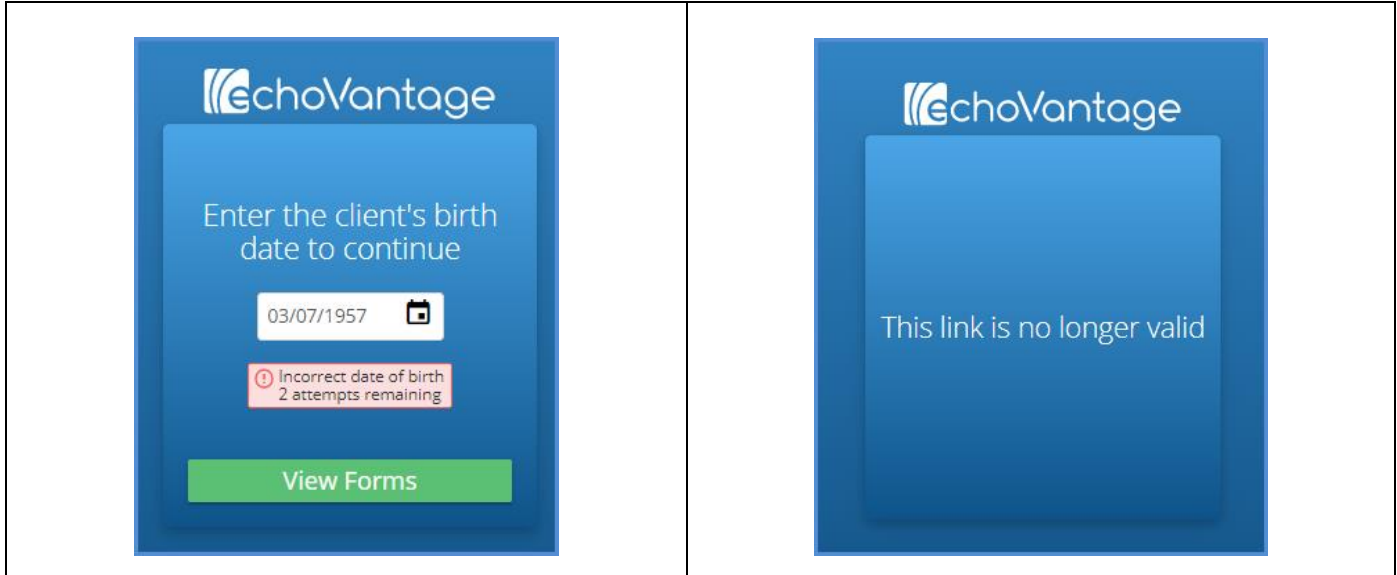 echoVantage
Enter the client's birth
date to continue
03/07/1957
Incorrect date of birth
2 attempts remaining
View Forms
echoVantage
This link is no longer valid